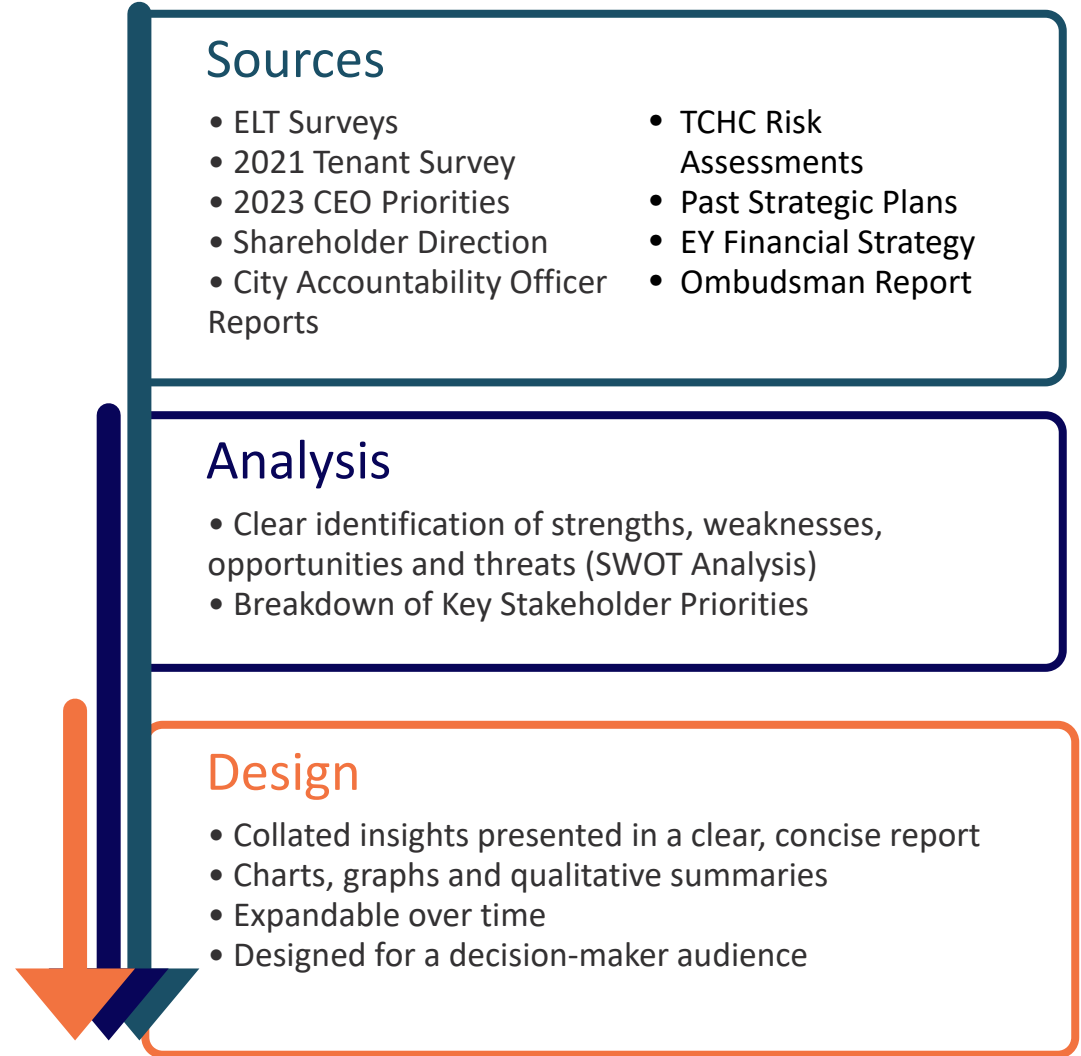 Sources
• ELT Surveys
• 2021 Tenant Survey
• 2023 CEO Priorities
• Shareholder Direction
• City Accountability Officer
Reports
• TCHC Risk
Assessments
• Past Strategic Plans
• EY Financial Strategy
• Ombudsman Report
Analysis
• Clear identification of strengths, weaknesses,
opportunities and threats (SWOT Analysis)
• Breakdown of Key Stakeholder Priorities
Design
• Collated insights presented in a clear, concise report
• Charts, graphs and qualitative summaries
• Expandable over time
• Designed for a decision-maker audience